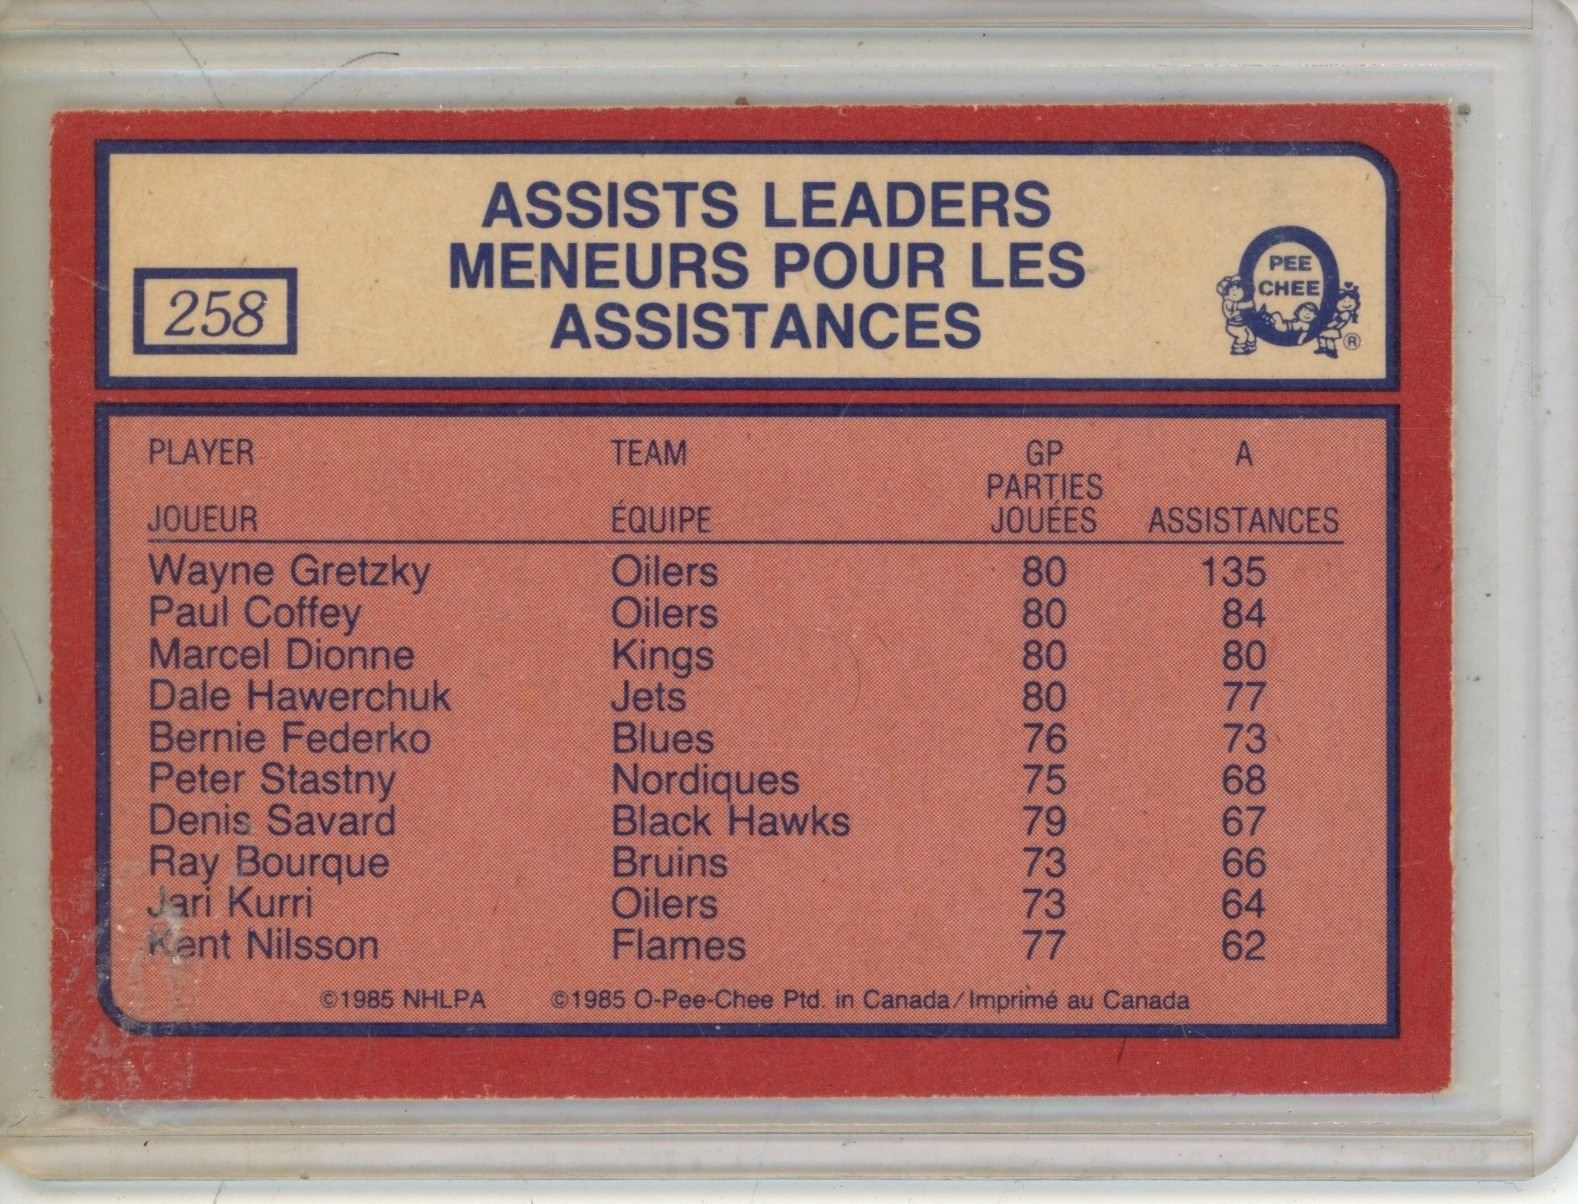 ASSISTS LEADERS
MENEURS POUR LES
ASSISTANCES
258
PEE
CHEE
®
PLAYER TEAM GP A
PARTIES
JOUEUR ÉQUIPE JOUÉES ASSISTANCES
Wayne Gretzky Oilers 80 135
Paul Coffey Oilers 80 84
Marcel Dionne Kings 80 80
Dale Hawerchuk Jets 80 77
Bernie Federko Blues 76 73
Peter Stastny Nordiques 75 68
Denis Savard Black Hawks 79 67
Ray Bourque Bruins 73 66
Jari Kurri Oilers 73 64
Kent Nilsson Flames 77 62
©1985 NHLPA ©1985 O-Pee-Chee Ptd. in Canada/Imprimé au Canada